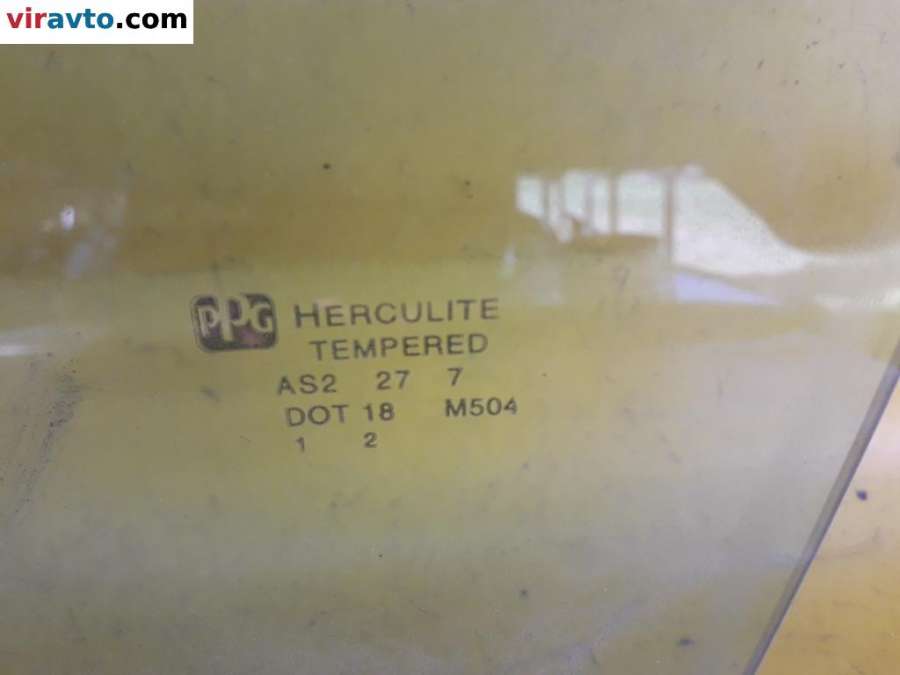 viravto.com
PPG HERCULITE
TEMPERED
AS2 27 7
DOT 18 M504
1 2